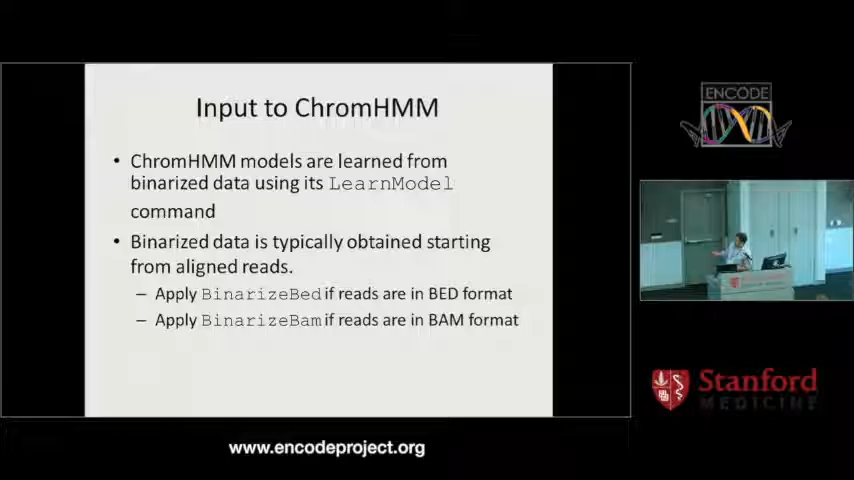 Input to ChromHMM
• ChromHMM models are learned from
binarized data using its LearnModel
command
• Binarized data is typically obtained starting
from aligned reads.
– Apply BinarizeBed if reads are in BED format
– Apply BinarizeBam if reads are in BAM format
ENCODE
Stanford
MEDICINE
www.encodeproject.org